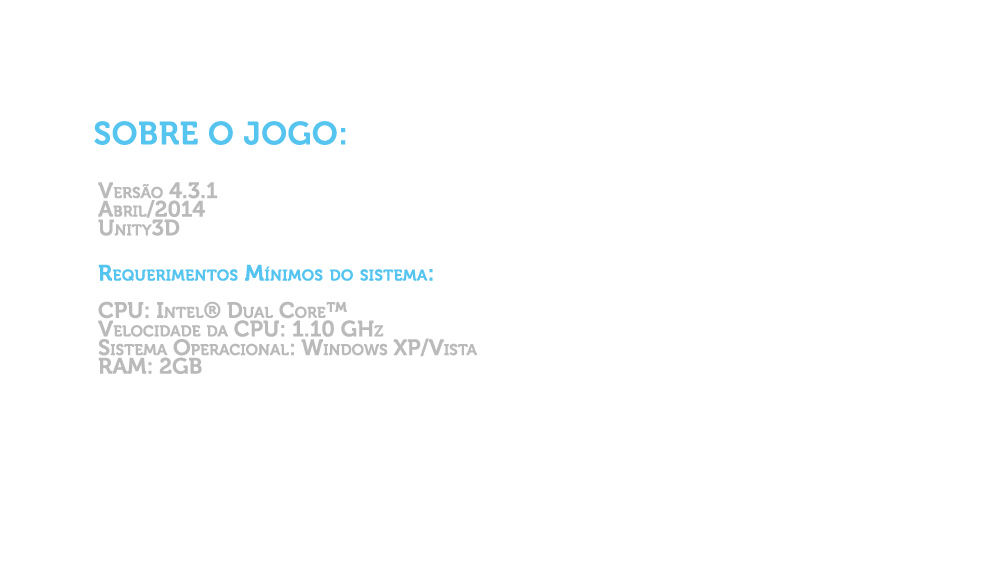 SOBRE O JOGO:
Versão 4.3.1
Abril/2014
Unity3D
Requerimentos Mínimos do sistema:
CPU: Intel® Dual Core™
Velocidade da CPU: 1.10 GHz
Sistema Operacional: Windows XP/Vista
RAM: 2GB